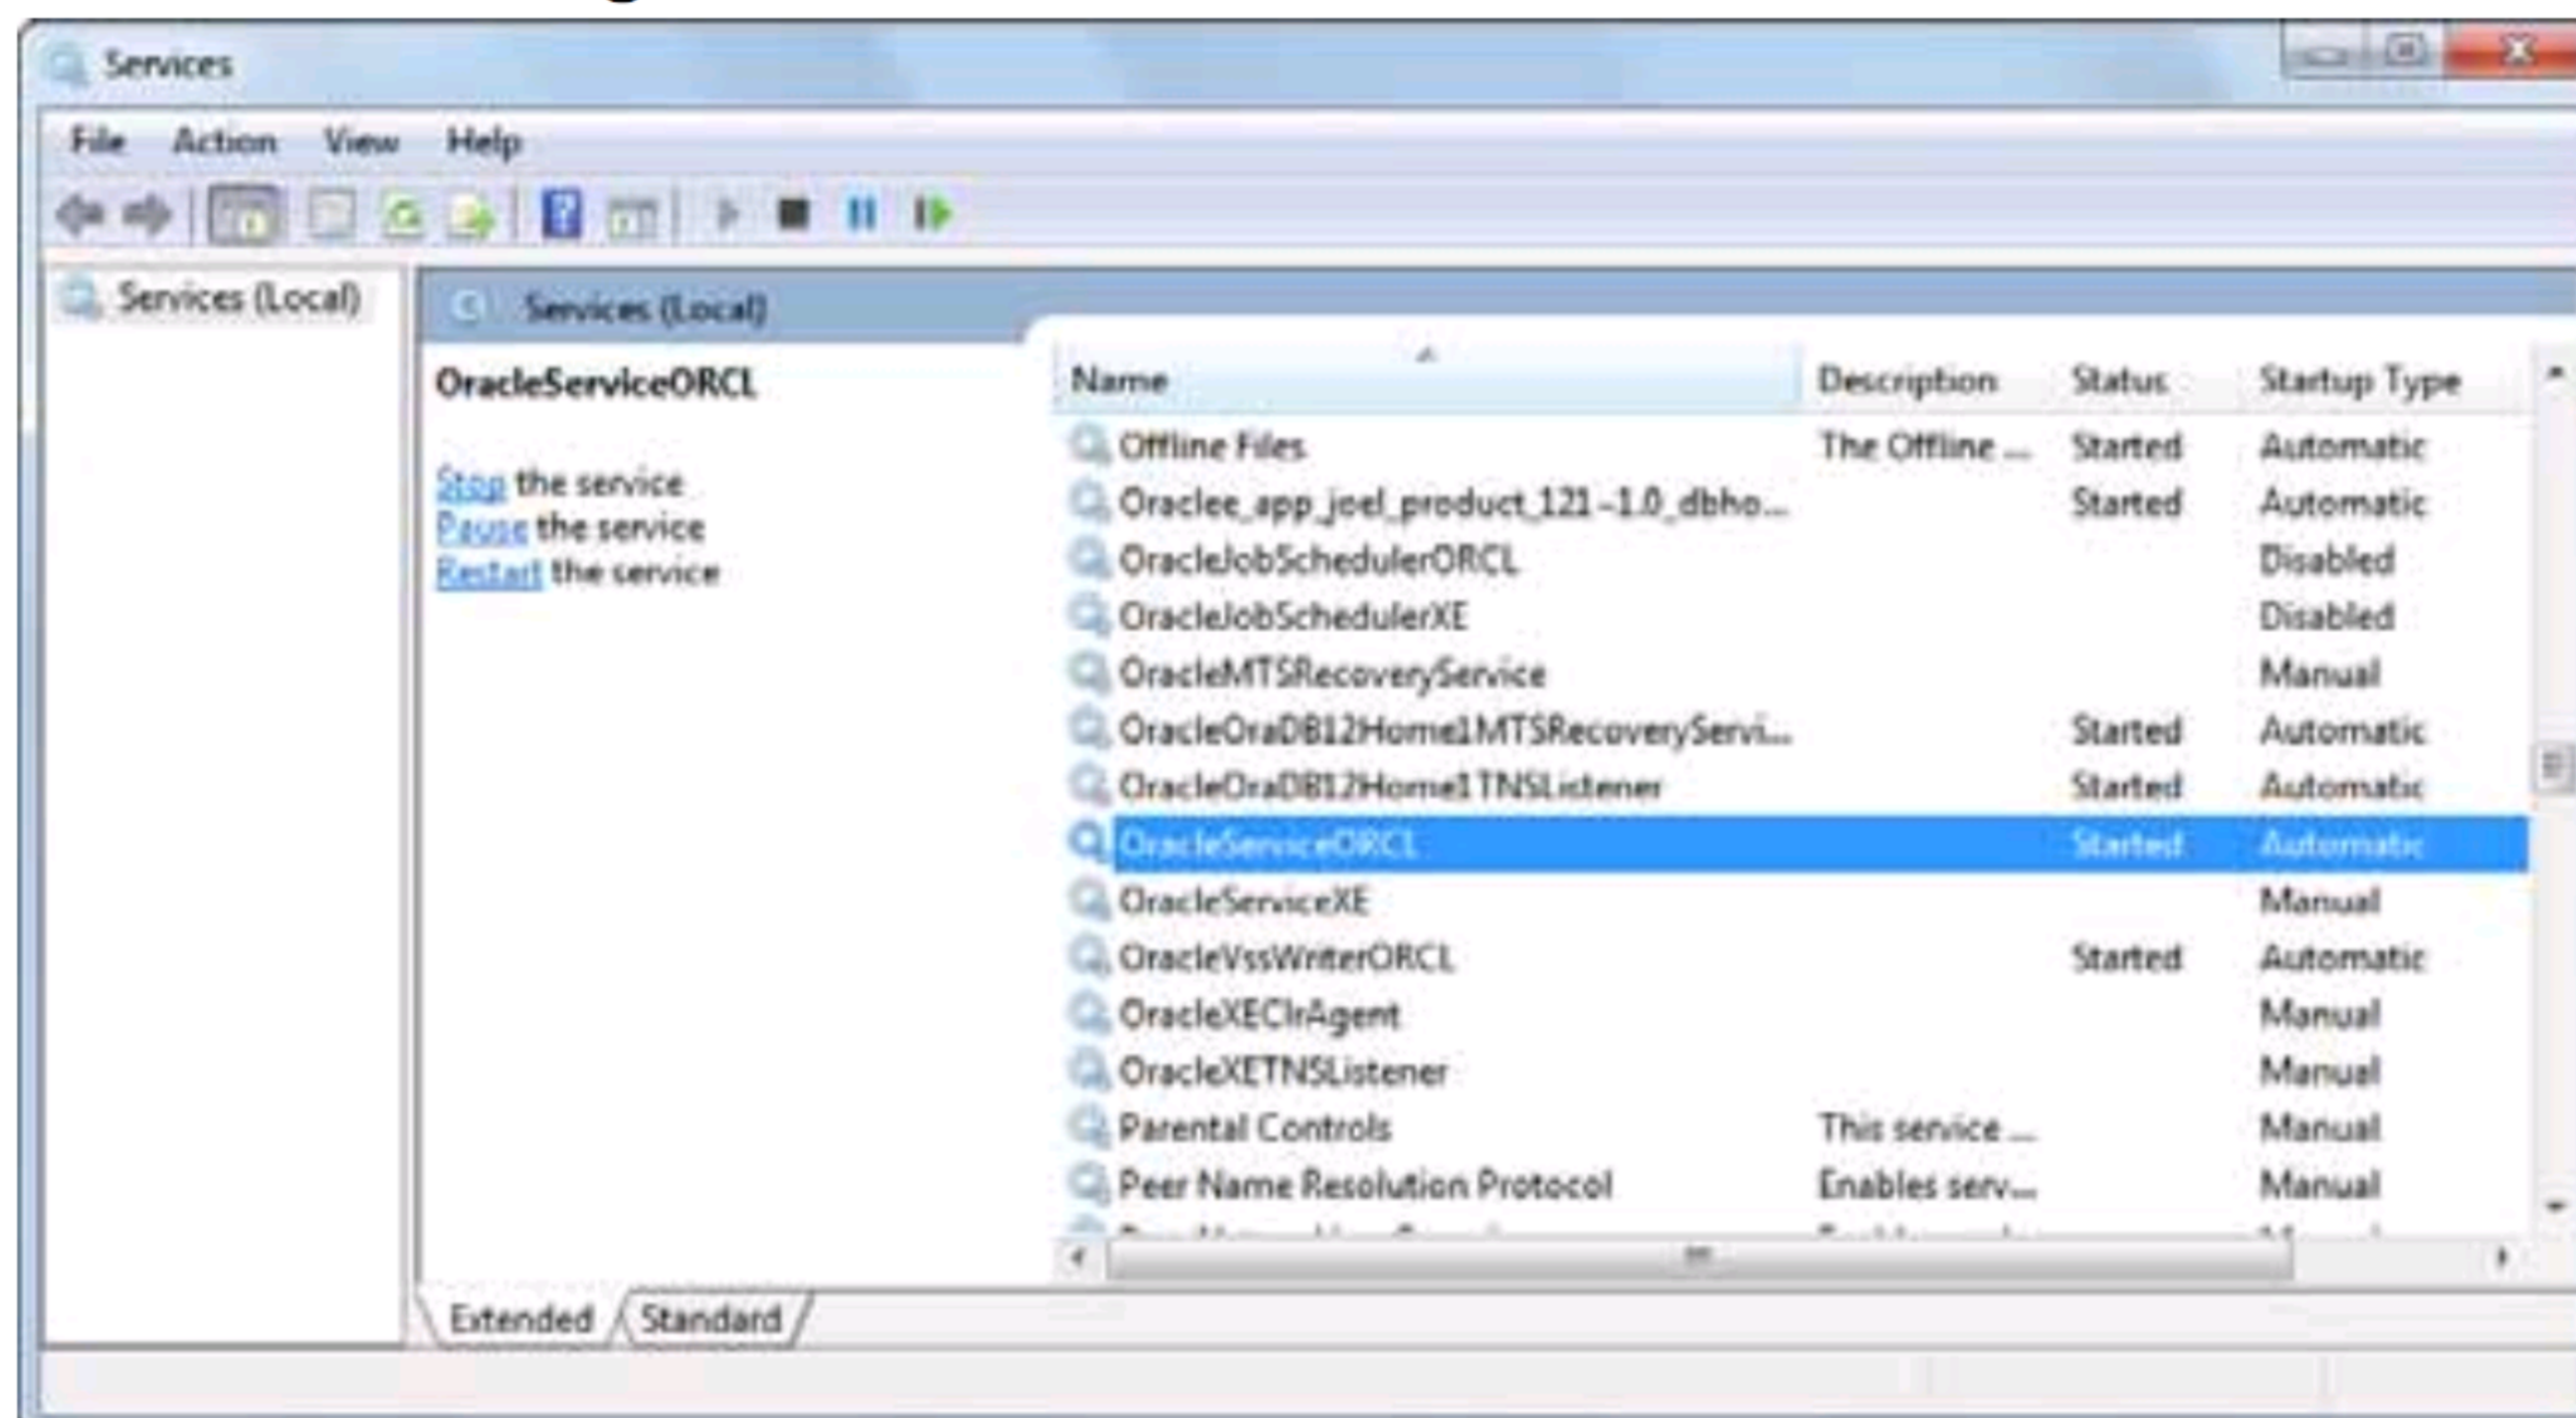 Services
File Action View Help
Services (Local)
Services (Local)
OracleServiceORCL
Stop the service
Pause the service
Restart the service
Name Description Status Startup Type
Offline Files The Offline ... Started Automatic
Oraclee_app_joel_product_121~1.0_dbho... Started Automatic
OracleJobSchedulerORCL Disabled
OracleJobSchedulerXE Disabled
OracleMTSRecoveryService Manual
OracleOraDB12Home1MTSRecoveryServi... Started Automatic
OracleOraDB12Home1TNSListener Started Automatic
OracleServiceORCL Started Automatic
OracleServiceXE Manual
OracleVssWriterORCL Started Automatic
OracleXEClrAgent Manual
OracleXETNSListener Manual
Parental Controls This service ... Manual
Peer Name Resolution Protocol Enables serv... Manual
Extended Standard